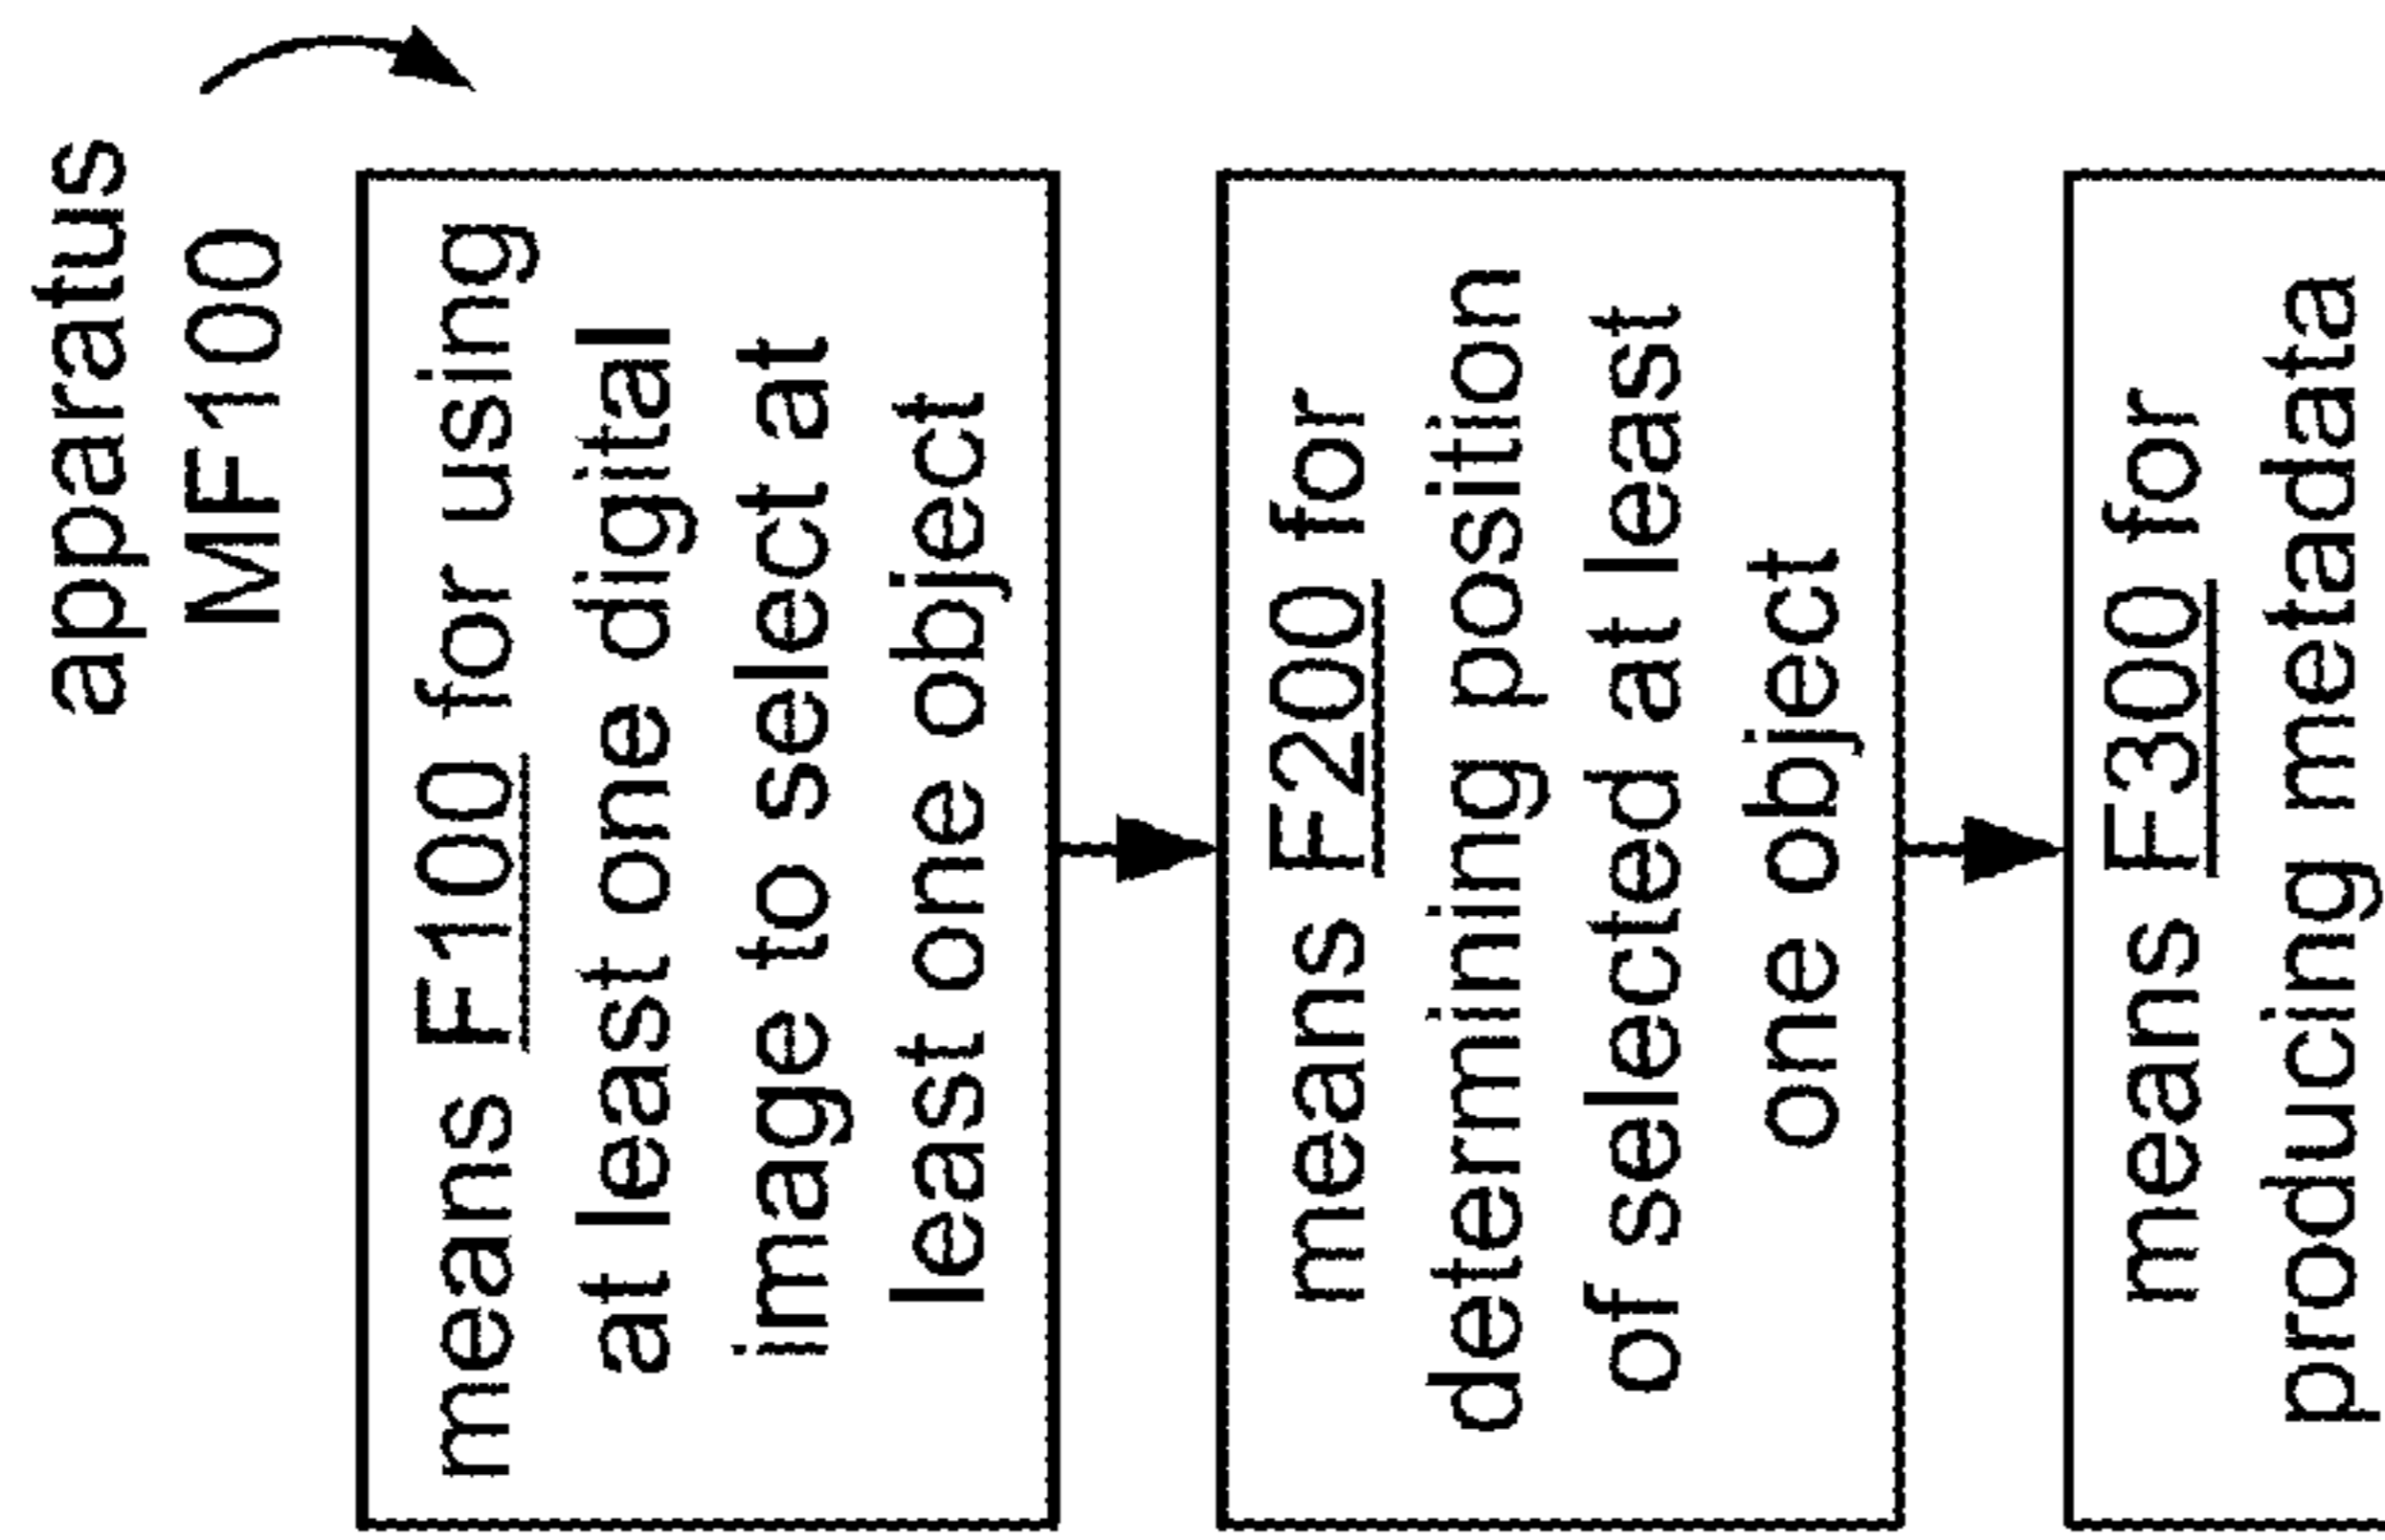 apparatus
MF100
means F100 for using
at least one digital
image to select at
least one object
means F200 for
determining position
of selected at least
one object
means F300 for
producing metadata